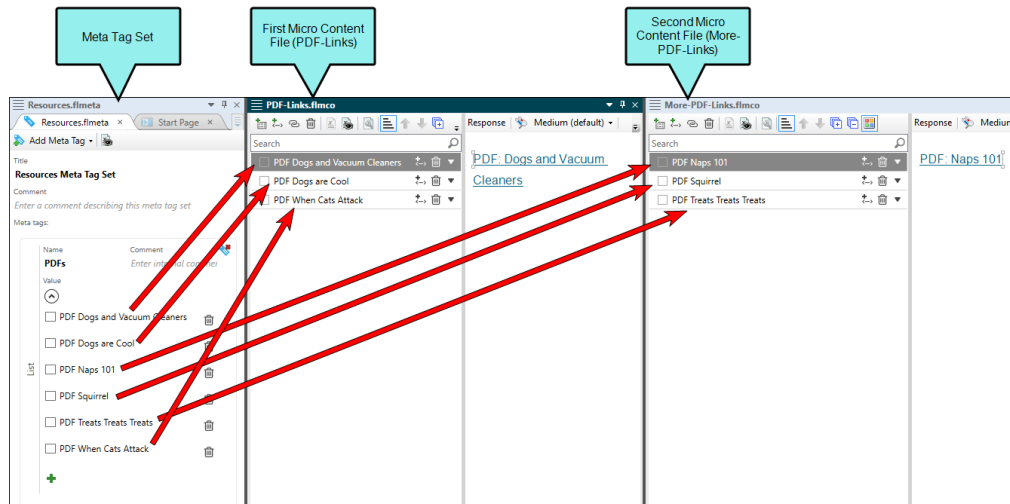 Meta Tag Set
First Micro Content
File (PDF-Links)
Second Micro
Content File (More-
PDF-Links)
Resources.flmeta
Resources.flmeta
Start Page
Add Meta Tag
Title
Resources Meta Tag Set
Comment
Enter a comment describing this meta tag set
Meta tags:
Name
Comment
PDFs
Value
List
PDF Dogs and Vacuum Cleaners
PDF Dogs are Cool
PDF Naps 101
PDF Squirrel
PDF Treats Treats Treats
PDF When Cats Attack
PDF-Links.flmco
Search
PDF Dogs and Vacuum Cleaners
PDF Dogs are Cool
PDF When Cats Attack
Response
Medium (default)
PDF: Dogs and Vacuum
Cleaners
More-PDF-Links.flmco
Search
PDF Naps 101
PDF Squirrel
PDF Treats Treats Treats
Response
PDF: Naps 101